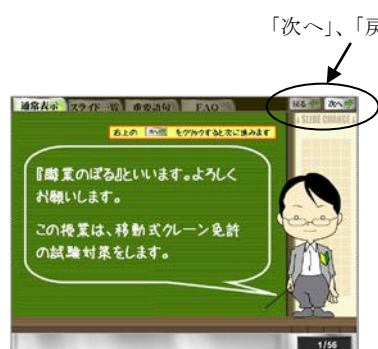 「次へ」、「戻
通常表示 スライド一覧 重要語句 FAQ
戻る 次へ
SLIDE CHANGE
右上の 次へ をクリックすると次に進みます
『職業のぼる』といいます。よろしく
お願いします。
この授業は、移動式クレーン免許
の試験対策をします。
1/56